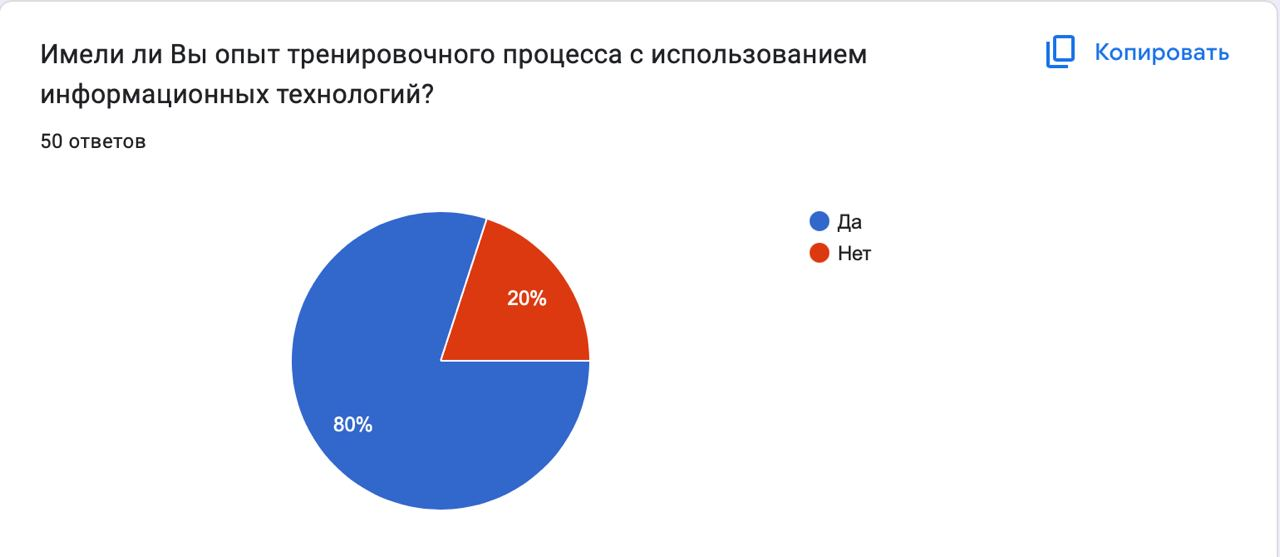 Имели ли Вы опыт тренировочного процесса с использованием
информационных технологий?
Копировать
50 ответов
Да
Нет
20%
80%